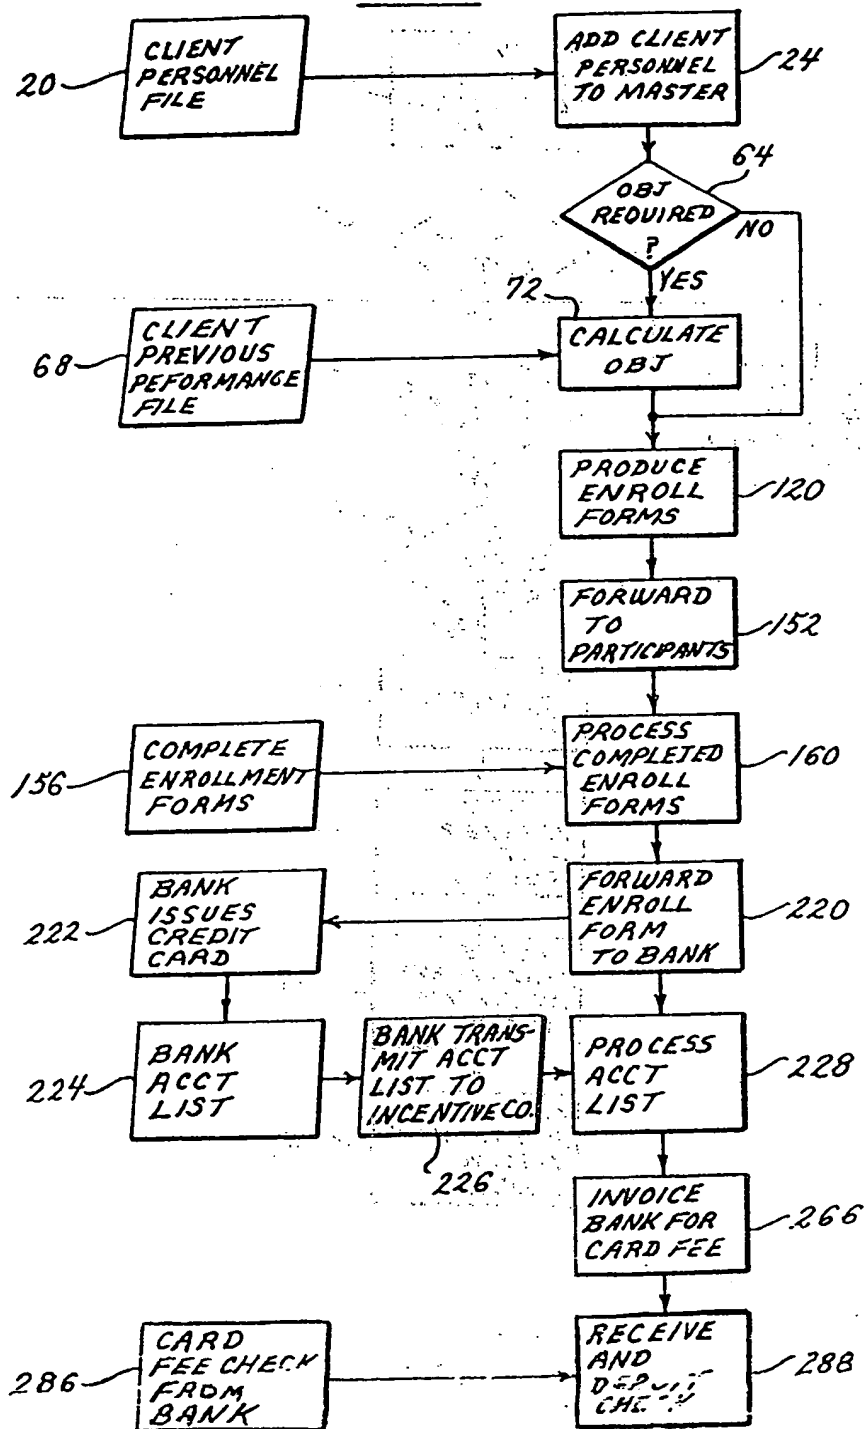 20
CLIENT
PERSONNEL
FILE
ADD CLIENT
PERSONNEL
TO MASTER
24
OBJ
REQUIRED
?
64
NO
YES
72
68
CLIENT
PREVIOUS
PEFORMANCE
FILE
CALCULATE
OBJ
PRODUCE
ENROLL
FORMS
120
FORWARD
TO
PARTICIPANTS
152
156
COMPLETE
ENROLLMENT
FORMS
PROCESS
COMPLETED
ENROLL
FORMS
160
222
BANK
ISSUES
CREDIT
CARD
FORWARD
ENROLL
FORM
TO BANK
220
224
BANK
ACCT
LIST
BANK TRANS-
MIT ACCT
LIST TO
INCENTIVE CO.
226
PROCESS
ACCT
LIST
228
INVOICE
BANK FOR
CARD FEE
266
286
CARD
FEE CHECK
FROM
BANK
RECEIVE
AND
DEPOSIT
CHECK
288